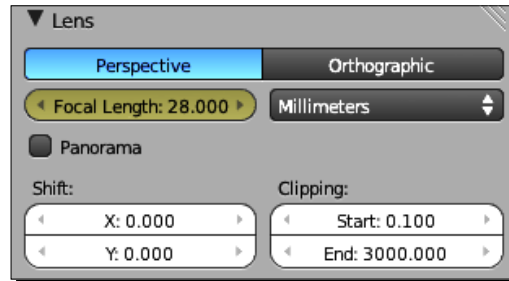 Lens
Perspective Orthographic
Focal Length: 28.000 Millimeters
Panorama
Shift: Clipping:
X: 0.000 Start: 0.100
Y: 0.000 End: 3000.000